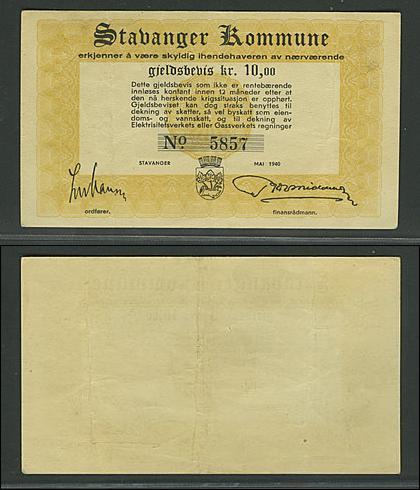 Stavanger Kommune
erkjenner å være skyldig ihendehaveren av nærværende
gjeldsbevis kr. 10,00
Dette gjeldsbevis som ikke er rentebærende
innløses kontant innen 12 måneder efter at
den nå herskende krigssituasjon er opphørt.
Gjeldsbeviset kan dog straks benyttes til
dekning av skatter, så vel byskatt som eien-
doms- og vannskatt, og til dekning av
Elektrisitetsverkets eller Gassverkets regninger
No. 5857
STAVANGER MAI 1940
ordfører. finansrådmann.